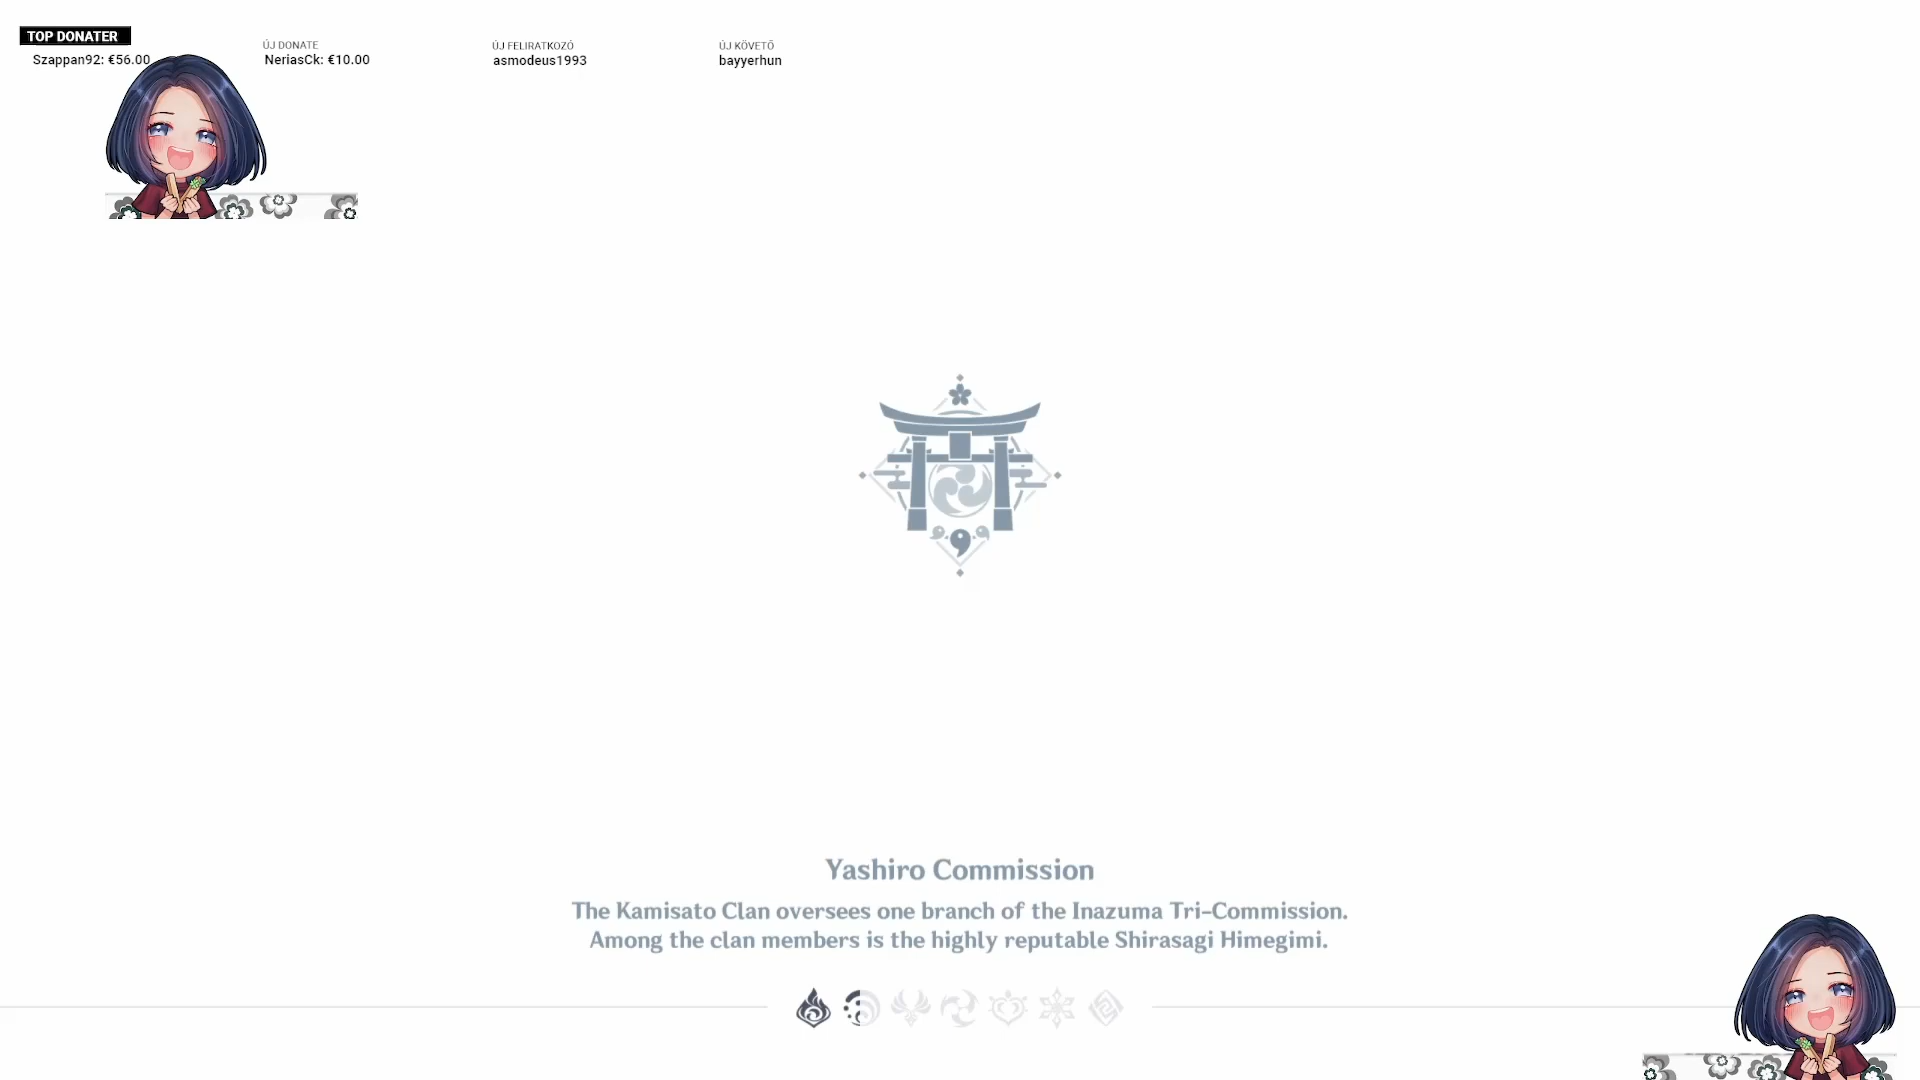 TOP DONATER
Szappan92: €56.00
ÚJ DONATE
NeriasCk: €10.00
ÚJ FELIRATKOZÓ
asmodeus1993
ÚJ KÖVETŐ
bayyerhun
Yashiro Commission
The Kamisato Clan oversees one branch of the Inazuma Tri-Commission.
Among the clan members is the highly reputable Shirasagi Himegimi.